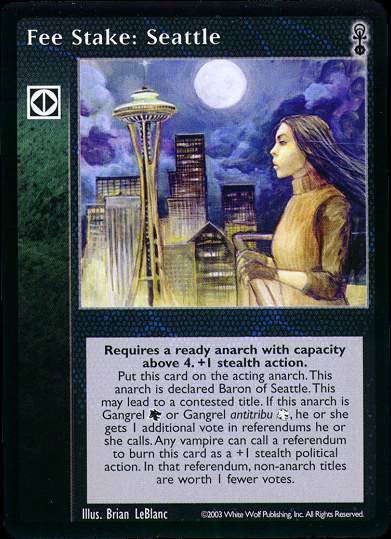 Fee Stake: Seattle
Requires a ready anarch with capacity
above 4. +1 stealth action.
Put this card on the acting anarch. This
anarch is declared Baron of Seattle. This
may lead to a contested title. If this anarch is
Gangrel or Gangrel antitribu, he or she
gets 1 additional vote in referendums he or
she calls. Any vampire can call a referendum
to burn this card as a +1 stealth political
action. In that referendum, non-anarch titles
are worth 1 fewer votes.
Illus. Brian LeBlanc
©2003 White Wolf Publishing, Inc. All Rights Reserved.